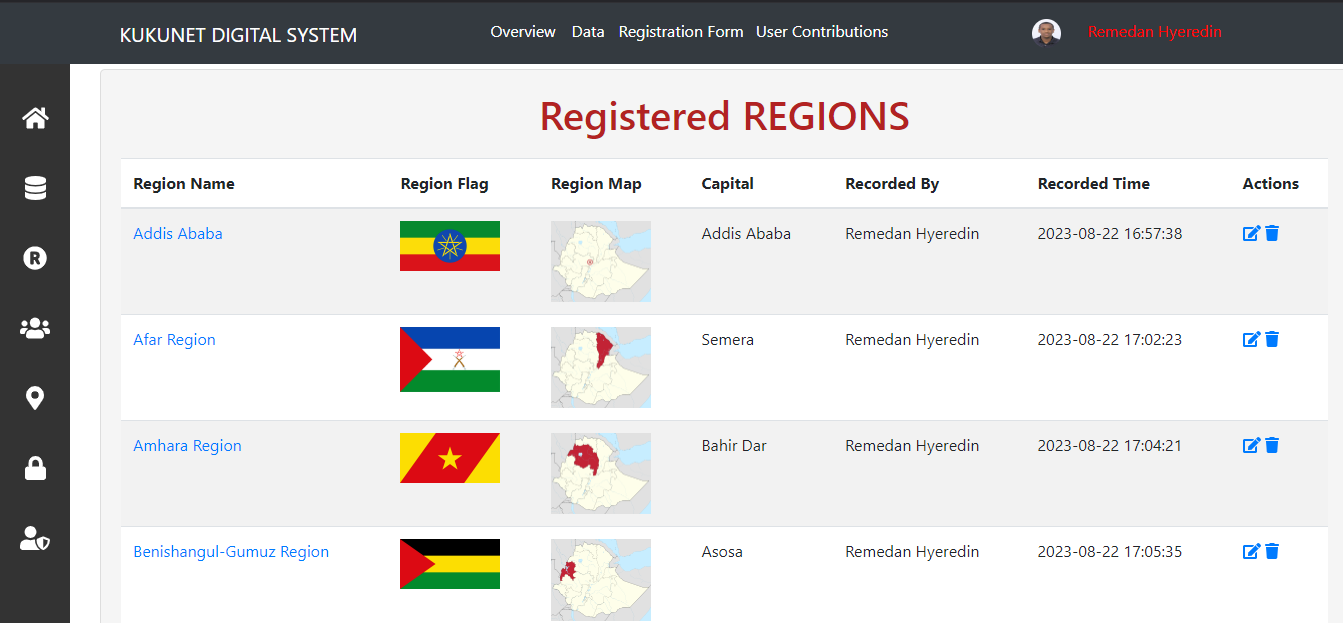 KUKUNET DIGITAL SYSTEM Overview Data Registration Form User Contributions Remedan Hyeredin
Registered REGIONS
Region Name Region Flag Region Map Capital Recorded By Recorded Time Actions
Addis Ababa Addis Ababa Remedan Hyeredin 2023-08-22 16:57:38
R
Afar Region Semera Remedan Hyeredin 2023-08-22 17:02:23
Amhara Region Bahir Dar Remedan Hyeredin 2023-08-22 17:04:21
Benishangul-Gumuz Region Asosa Remedan Hyeredin 2023-08-22 17:05:35